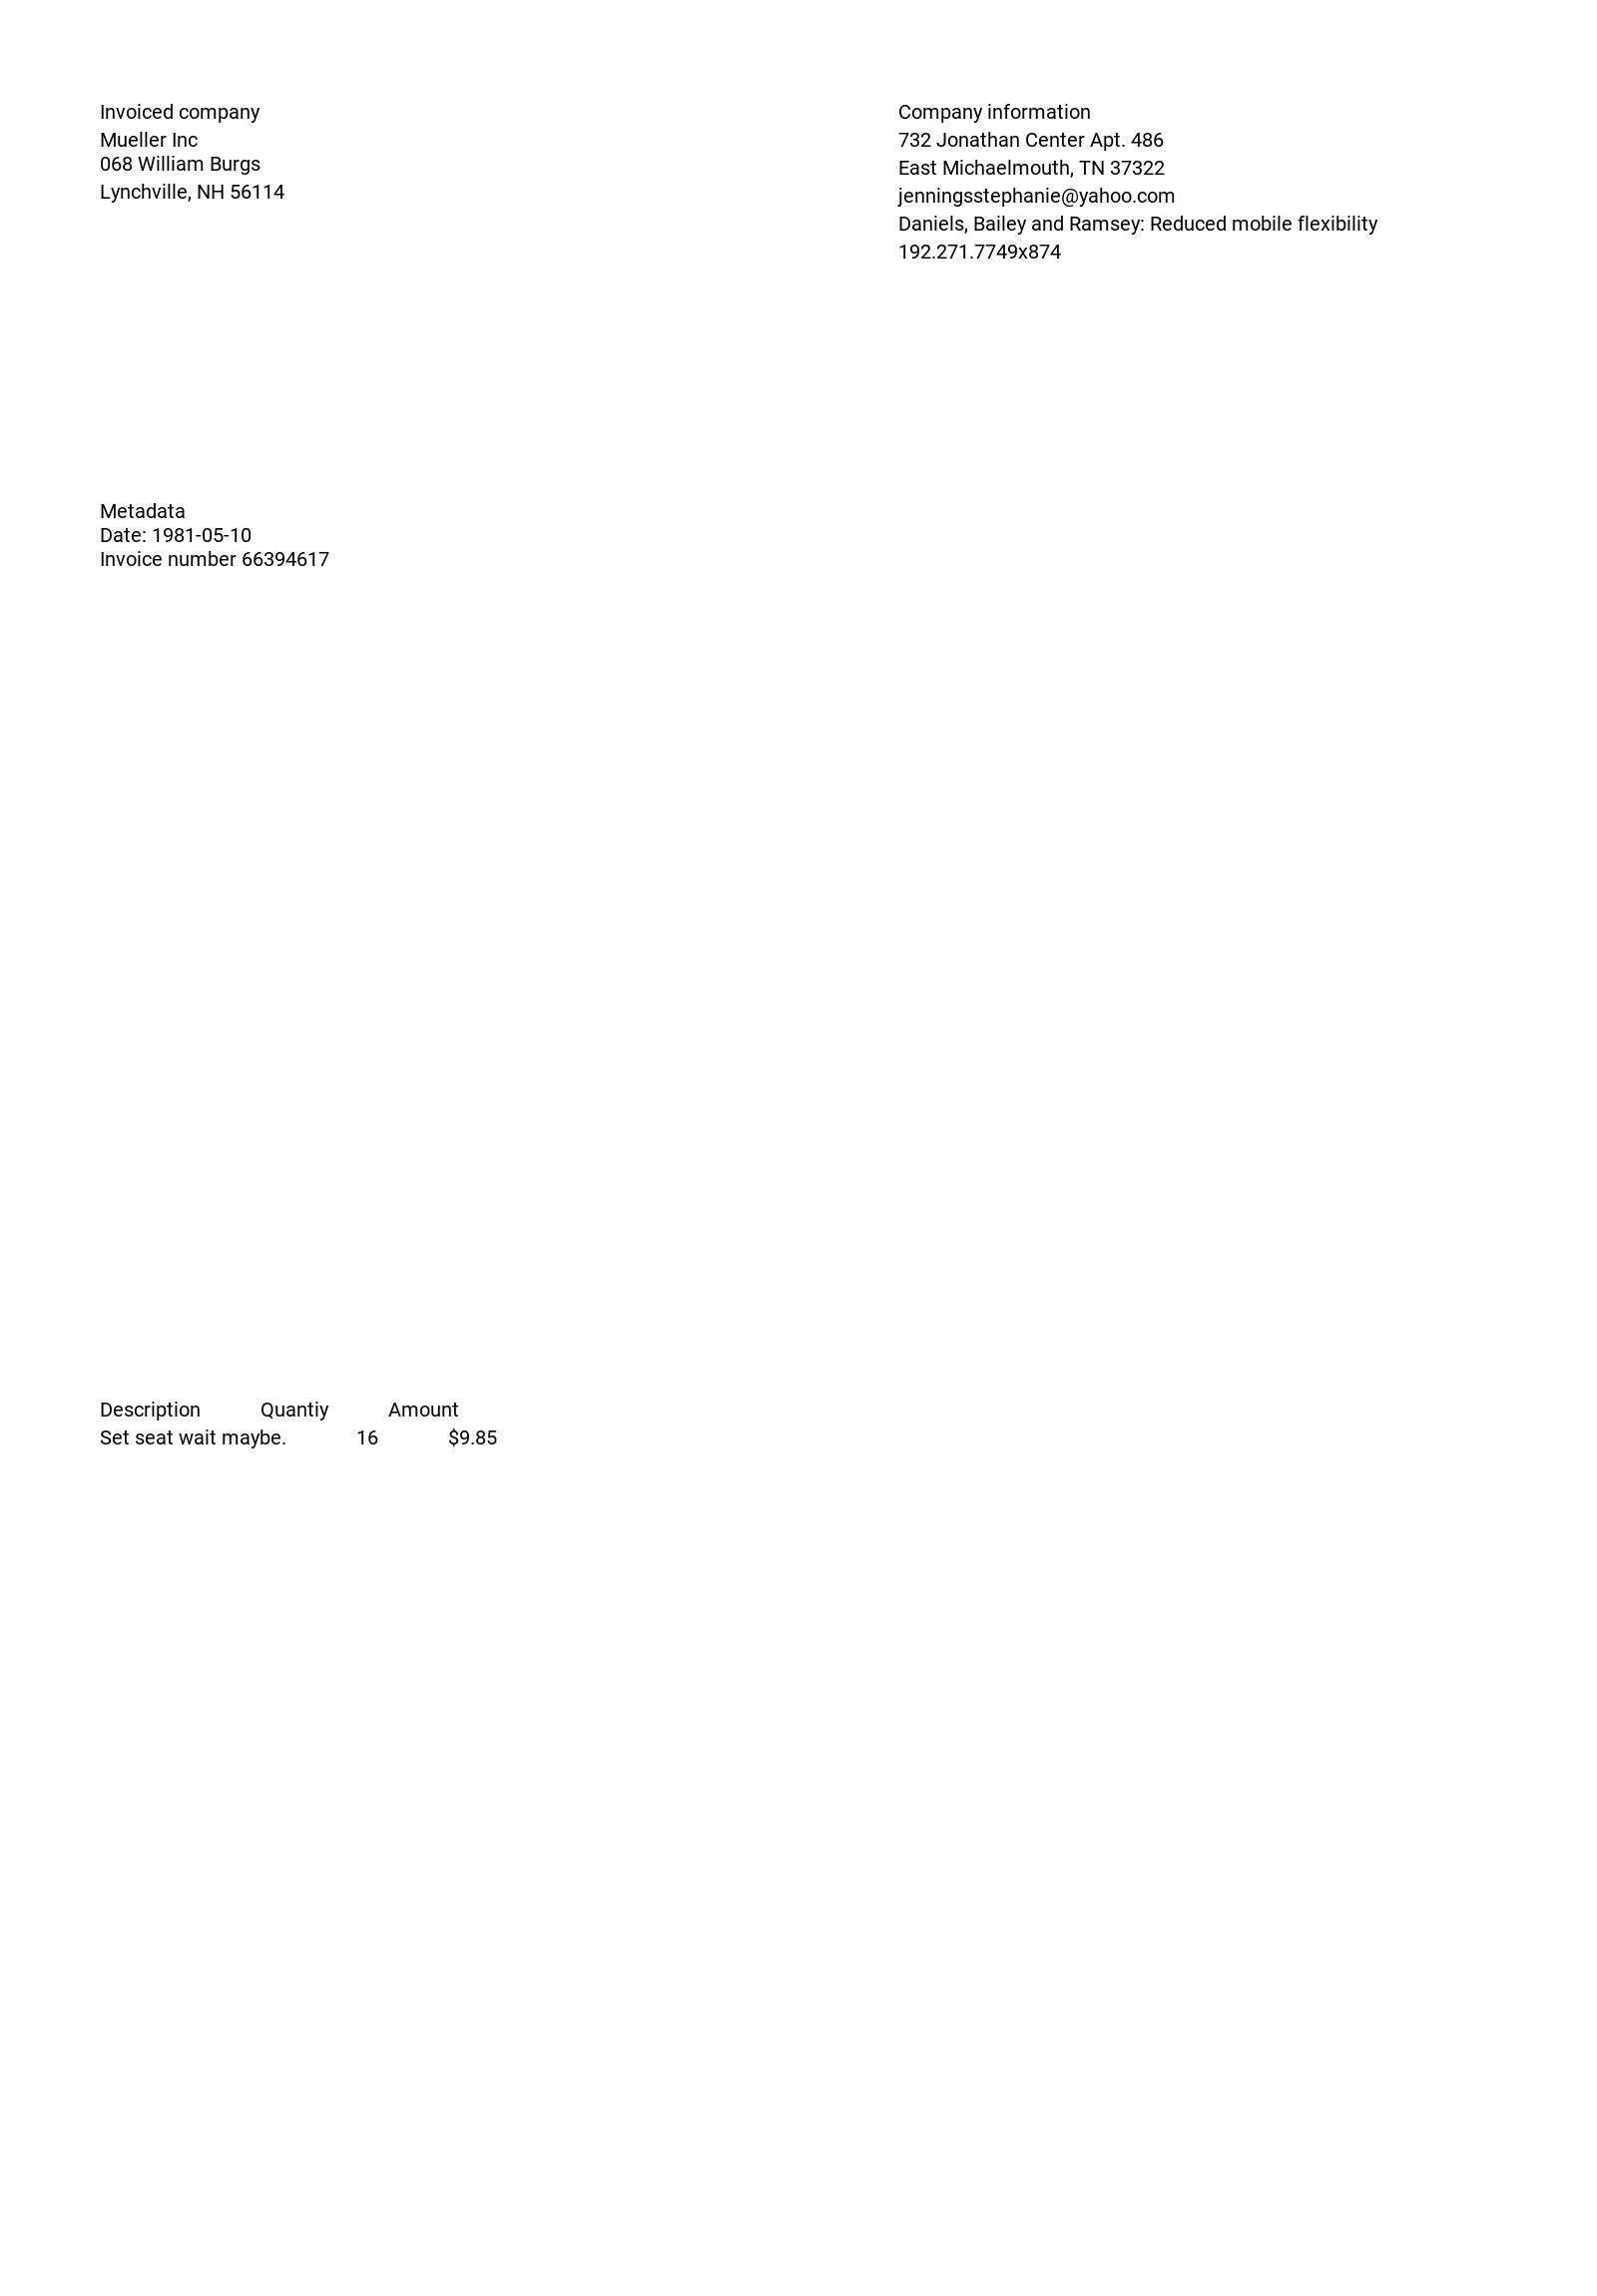 Invoiced company
Mueller Inc
068 William Burgs
Lynchville, NH 56114
Company information
732 Jonathan Center Apt. 486
East Michaelmouth, TN 37322
jenningsstephanie@yahoo.com
Daniels, Bailey and Ramsey: Reduced mobile flexibility
192.271.7749x874
Metadata
Date: 1981-05-10
Invoice number 66394617
Description Quantiy Amount
Set seat wait maybe. 16 $9.85